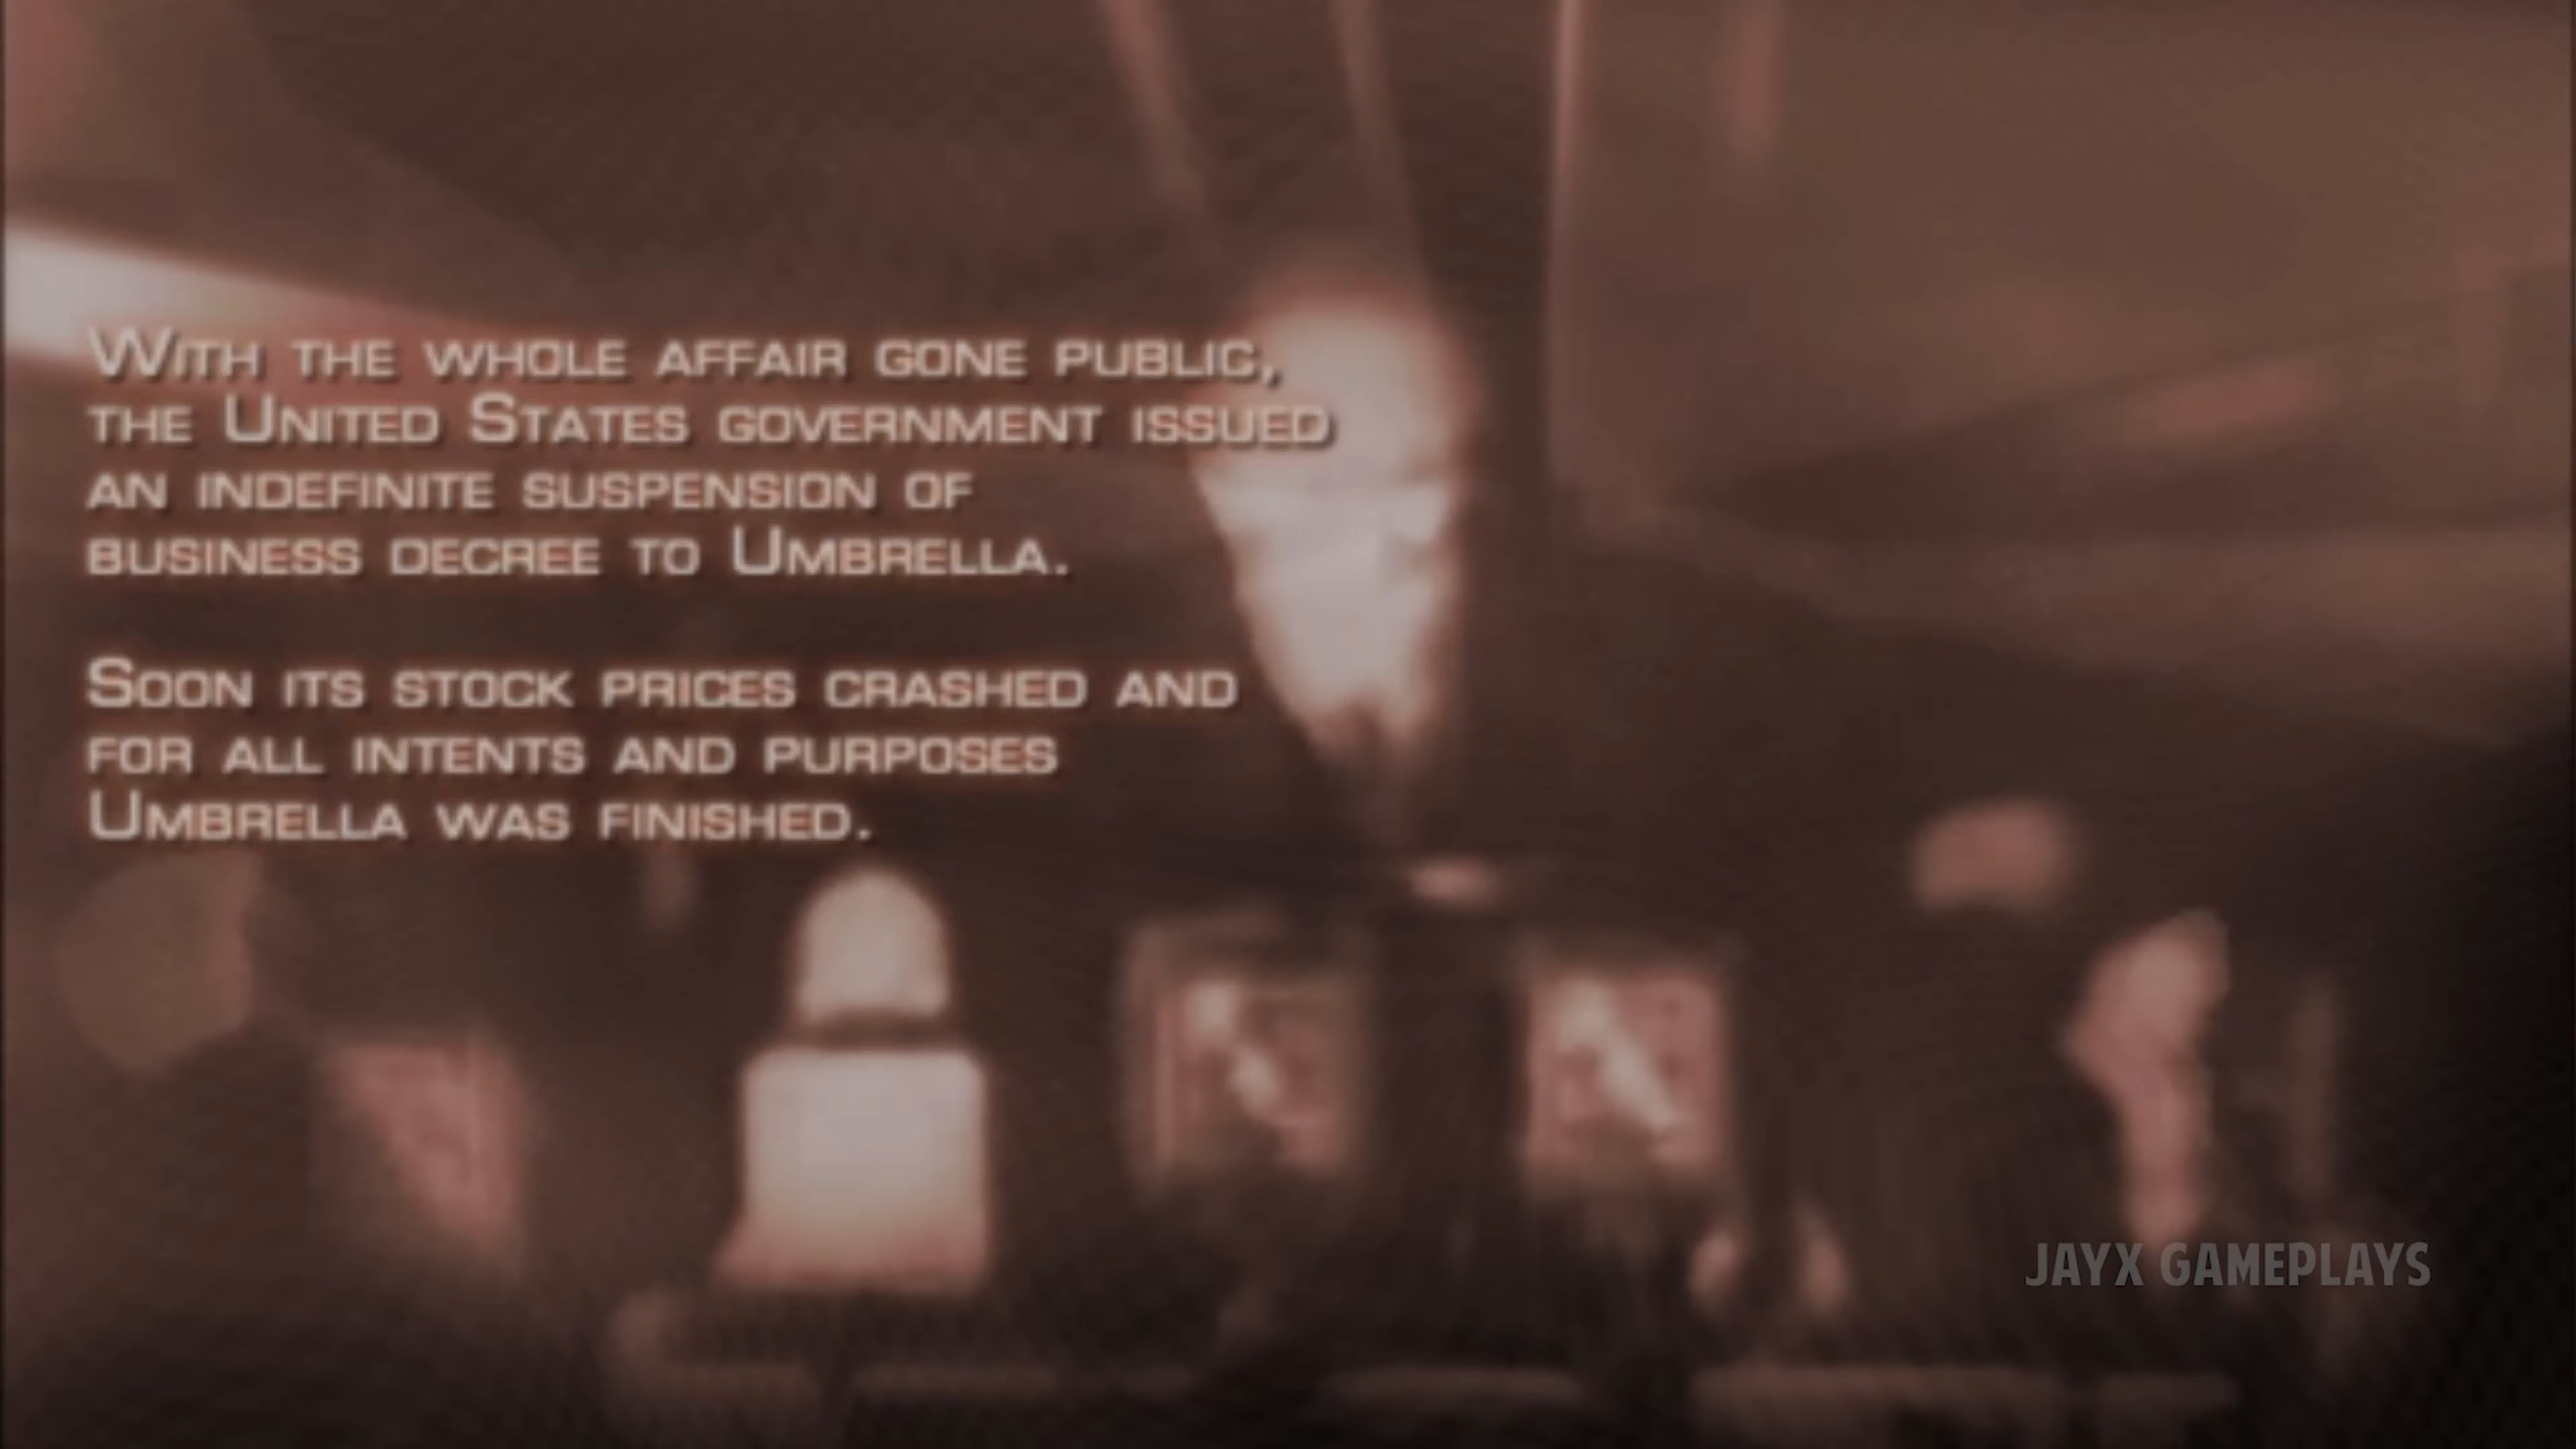 With the whole affair gone public,
the United States government issued
an indefinite suspension of
business decree to Umbrella.
Soon its stock prices crashed and
for all intents and purposes
Umbrella was finished.
JAYX GAMEPLAYS